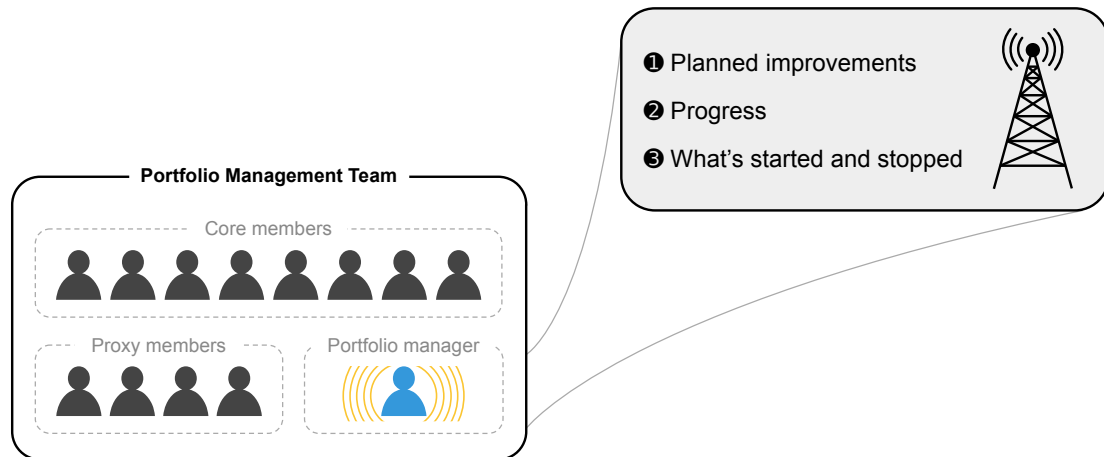 ❶ Planned improvements
❷ Progress
❸ What's started and stopped
Portfolio Management Team
Core members
Proxy members
Portfolio manager